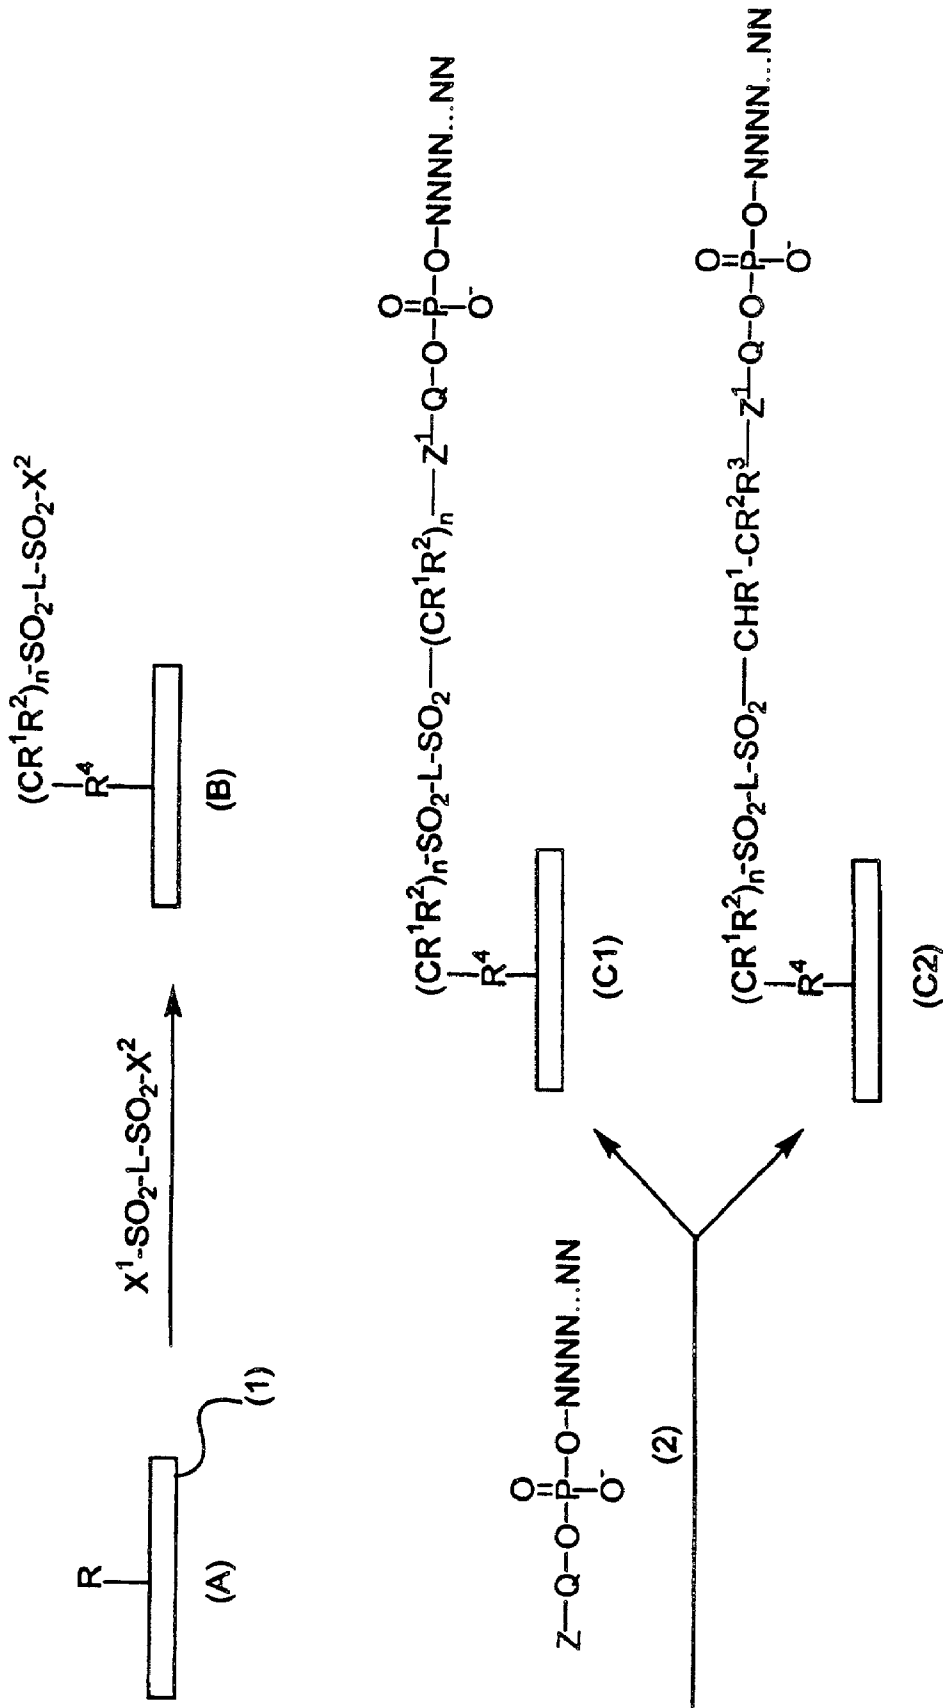 R
(A)
(1)
X¹-SO₂-L-SO₂-X²
(CR¹R²)ₙ-SO₂-L-SO₂-X²
R⁴
(B)
Z-Q-O-P-O-NNNN...NN
O
O⁻
(2)
(CR¹R²)ₙ-SO₂-L-SO₂-(CR¹R²)ₙ-Z¹-Q-O-P-O-NNNN...NN
O
O⁻
R⁴
(C1)
(CR¹R²)ₙ-SO₂-L-SO₂-CHR¹-CR²R³-Z¹-Q-O-P-O-NNNN...NN
O
O⁻
R⁴
(C2)